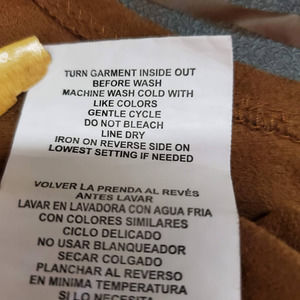 TURN GARMENT INSIDE OUT
BEFORE WASH
MACHINE WASH COLD WITH
LIKE COLORS
GENTLE CYCLE
DO NOT BLEACH
LINE DRY
IRON ON REVERSE SIDE ON
LOWEST SETTING IF NEEDED
VOLVER LA PRENDA AL REVÉS
ANTES LAVAR
LAVAR EN LAVADORA CON AGUA FRIA
CON COLORES SIMILARES
CICLO DELICADO
NO USAR BLANQUEADOR
SECAR COLGADO
PLANCHAR AL REVERSO
EN MINIMA TEMPERATURA
SI LO NECESITA